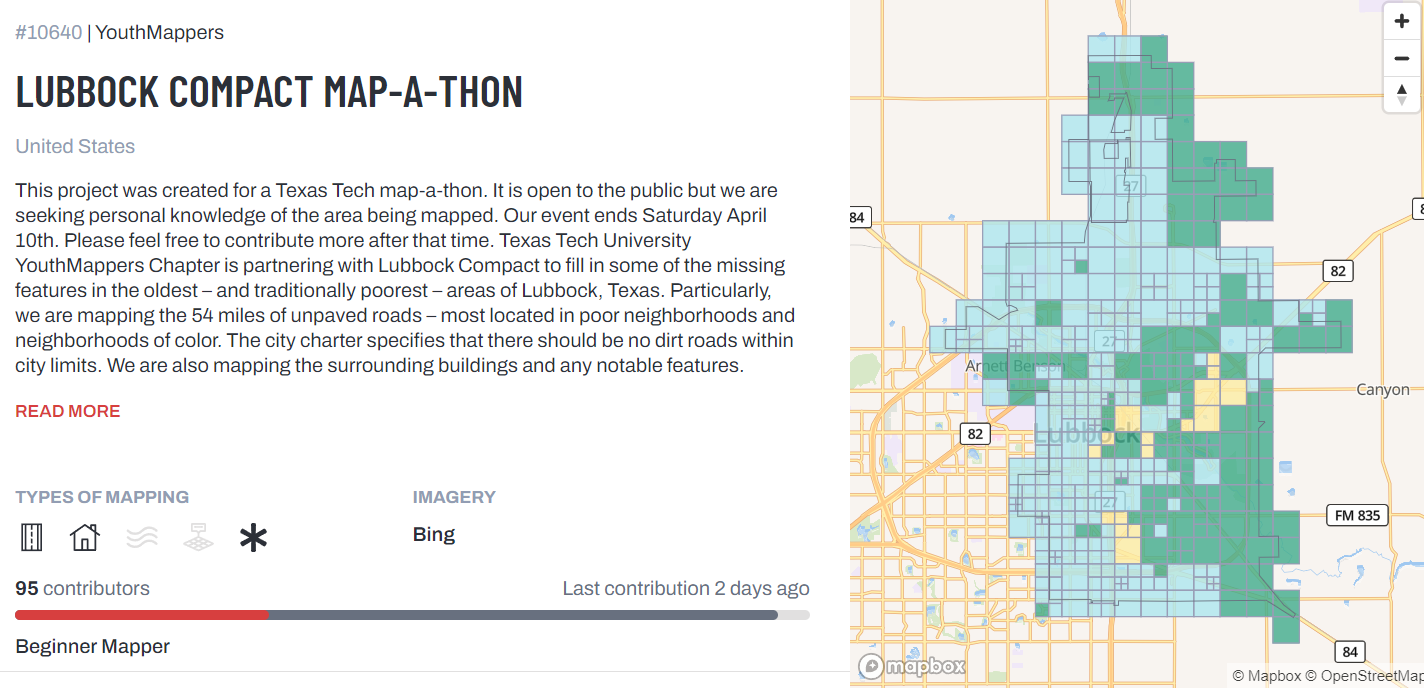 #10640 | YouthMappers
LUBBOCK COMPACT MAP-A-THON
United States
This project was created for a Texas Tech map-a-thon. It is open to the public but we are
seeking personal knowledge of the area being mapped. Our event ends Saturday April
10th. Please feel free to contribute more after that time. Texas Tech University
YouthMappers Chapter is partnering with Lubbock Compact to fill in some of the missing
features in the oldest – and traditionally poorest – areas of Lubbock, Texas. Particularly,
we are mapping the 54 miles of unpaved roads – most located in poor neighborhoods and
neighborhoods of color. The city charter specifies that there should be no dirt roads within
city limits. We are also mapping the surrounding buildings and any notable features.
READ MORE
TYPES OF MAPPING
IMAGERY
Bing
95 contributors
Last contribution 2 days ago
Beginner Mapper
27
84
82
27
Arnett Benson
Canyon
82
Lubbock
27
FM 835
84
mapbox
© Mapbox © OpenStreetMap